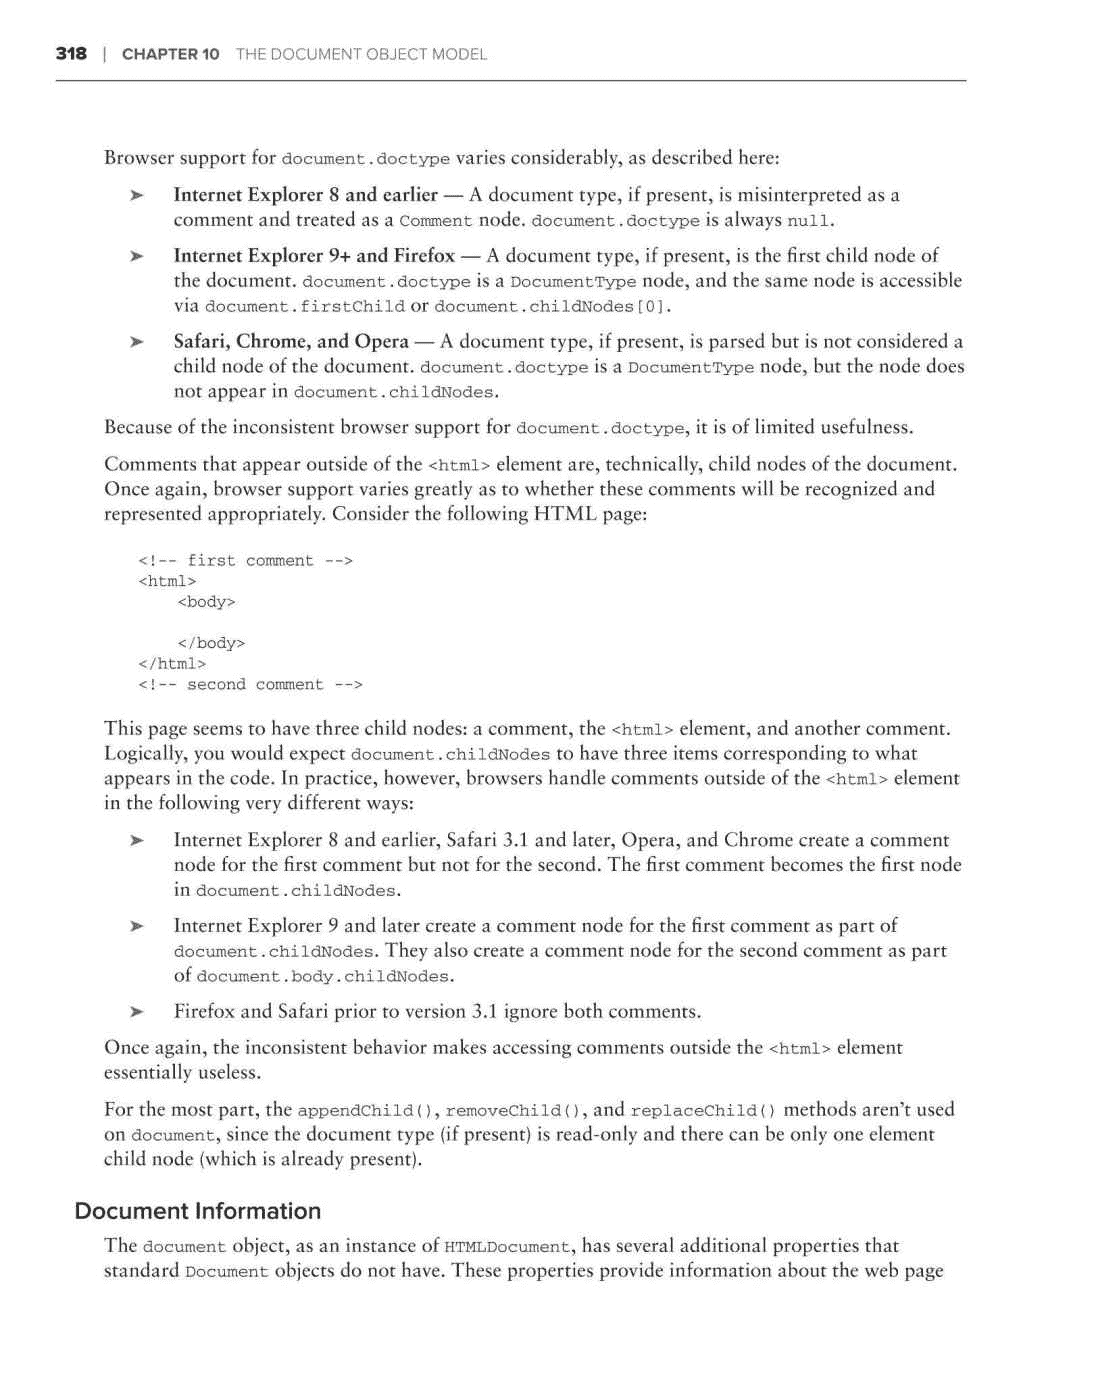 318 | CHAPTER 10 THE DOCUMENT OBJECT MODEL
Browser support for document.doctype varies considerably, as described here:
➤ Internet Explorer 8 and earlier — A document type, if present, is misinterpreted as a
comment and treated as a Comment node. document.doctype is always null.
➤ Internet Explorer 9+ and Firefox — A document type, if present, is the first child node of
the document. document.doctype is a DocumentType node, and the same node is accessible
via document.firstChild or document.childNodes[0].
➤ Safari, Chrome, and Opera — A document type, if present, is parsed but is not considered a
child node of the document. document.doctype is a DocumentType node, but the node does
not appear in document.childNodes.
Because of the inconsistent browser support for document.doctype, it is of limited usefulness.
Comments that appear outside of the <html> element are, technically, child nodes of the document.
Once again, browser support varies greatly as to whether these comments will be recognized and
represented appropriately. Consider the following HTML page:
<!-- first comment -->
<html>
<body>
</body>
</html>
<!-- second comment -->
This page seems to have three child nodes: a comment, the <html> element, and another comment.
Logically, you would expect document.childNodes to have three items corresponding to what
appears in the code. In practice, however, browsers handle comments outside of the <html> element
in the following very different ways:
➤ Internet Explorer 8 and earlier, Safari 3.1 and later, Opera, and Chrome create a comment
node for the first comment but not for the second. The first comment becomes the first node
in document.childNodes.
➤ Internet Explorer 9 and later create a comment node for the first comment as part of
document.childNodes. They also create a comment node for the second comment as part
of document.body.childNodes.
➤ Firefox and Safari prior to version 3.1 ignore both comments.
Once again, the inconsistent behavior makes accessing comments outside the <html> element
essentially useless.
For the most part, the appendChild(), removeChild(), and replaceChild() methods aren't used
on document, since the document type (if present) is read-only and there can be only one element
child node (which is already present).
Document Information
The document object, as an instance of HTMLDocument, has several additional properties that
standard Document objects do not have. These properties provide information about the web page